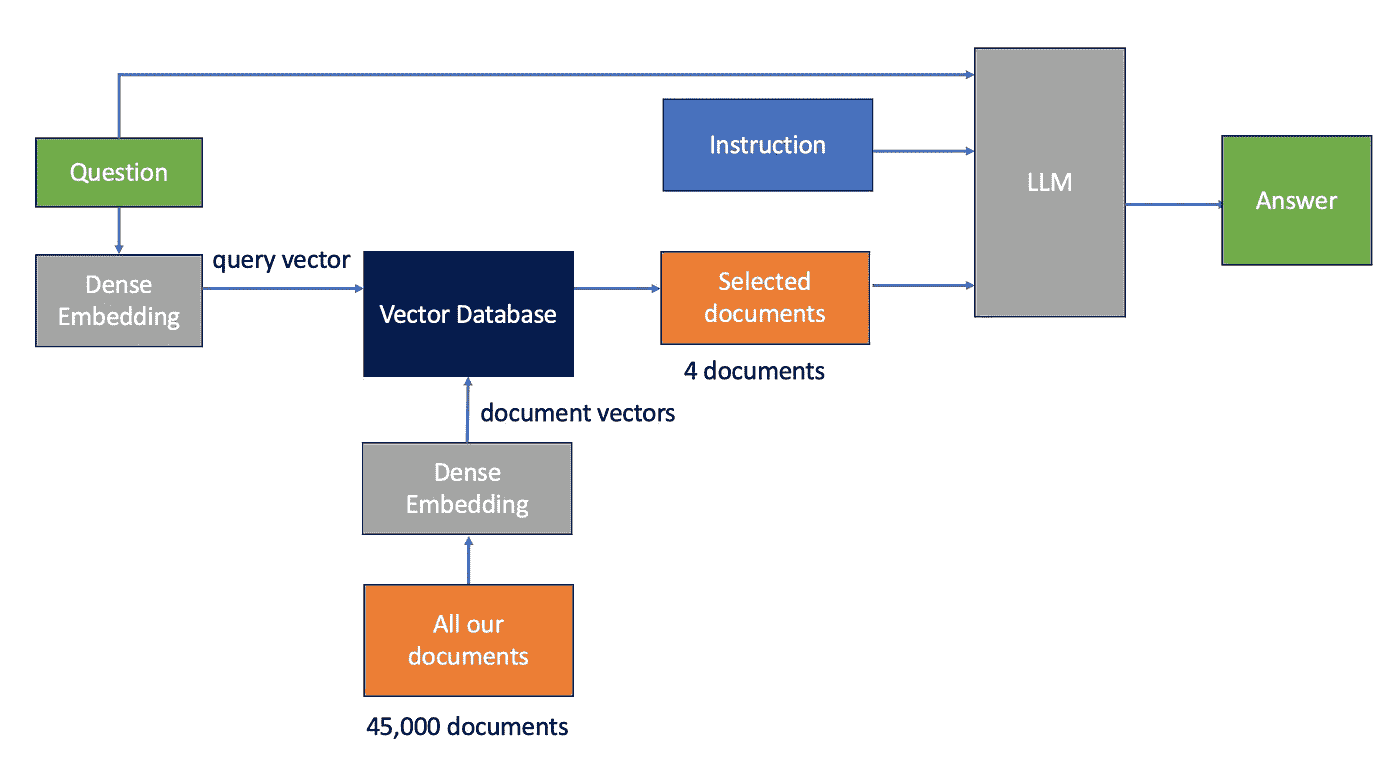 Question
Instruction
LLM
Answer
Dense
Embedding
query vector
Vector Database
Selected
documents
4 documents
document vectors
Dense
Embedding
All our
documents
45,000 documents